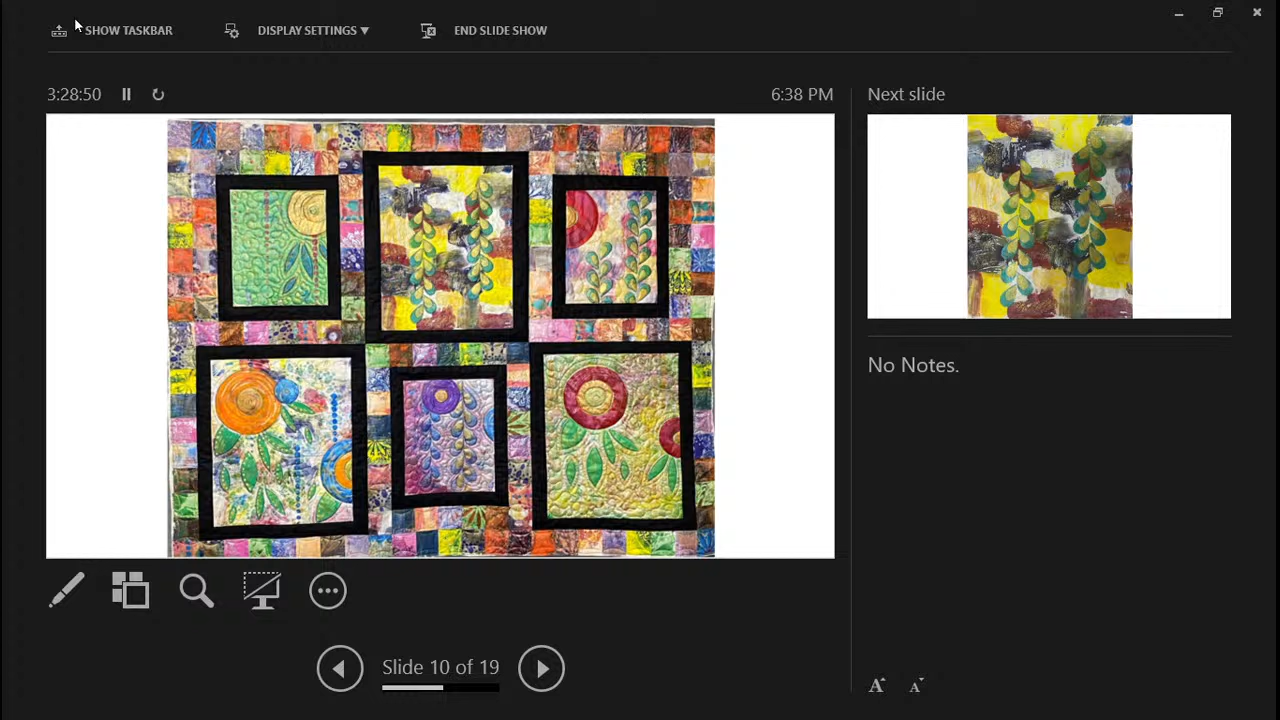 SHOW TASKBAR
DISPLAY SETTINGS
END SLIDE SHOW
3:28:50
6:38 PM
Next slide
No Notes.
Slide 10 of 19
A
A